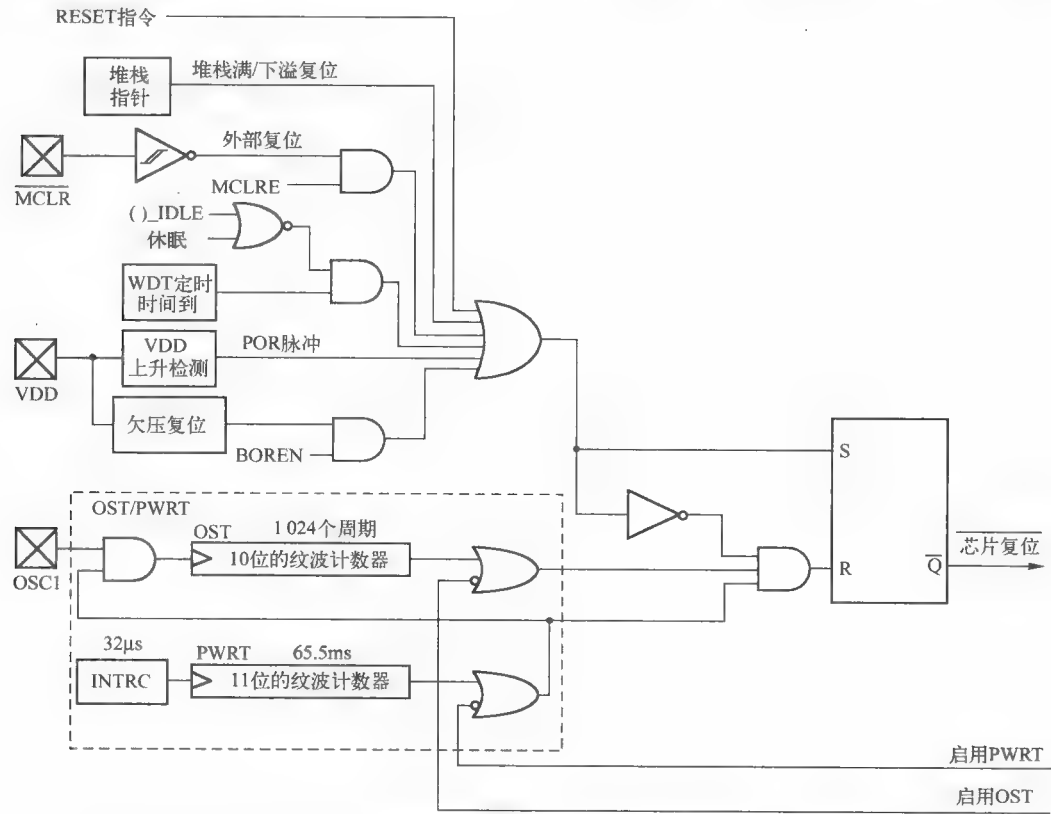 RESET指令
堆栈
指针
堆栈满/下溢复位
MCLR
外部复位
MCLRE
( )_IDLE
休眠
WDT定时
时间到
VDD
VDD
上升检测
POR脉冲
欠压复位
BOREN
S
R
Q
芯片复位
OST/PWRT
OSC1
OST
1 024个周期
10位的纹波计数器
32μs
INTRC
PWRT
65.5ms
11位的纹波计数器
启用PWRT
启用OST